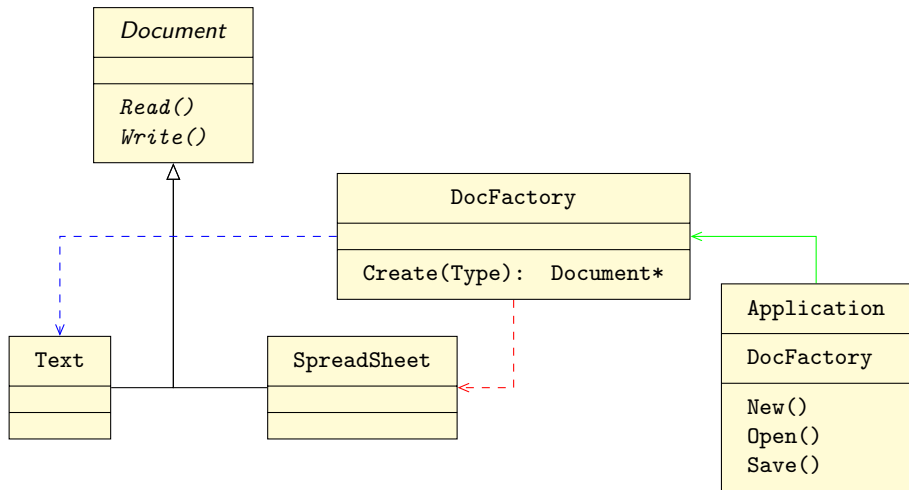 Document
Read()
Write()
DocFactory
Create(Type): Document*
Text
SpreadSheet
Application
DocFactory
New()
Open()
Save()